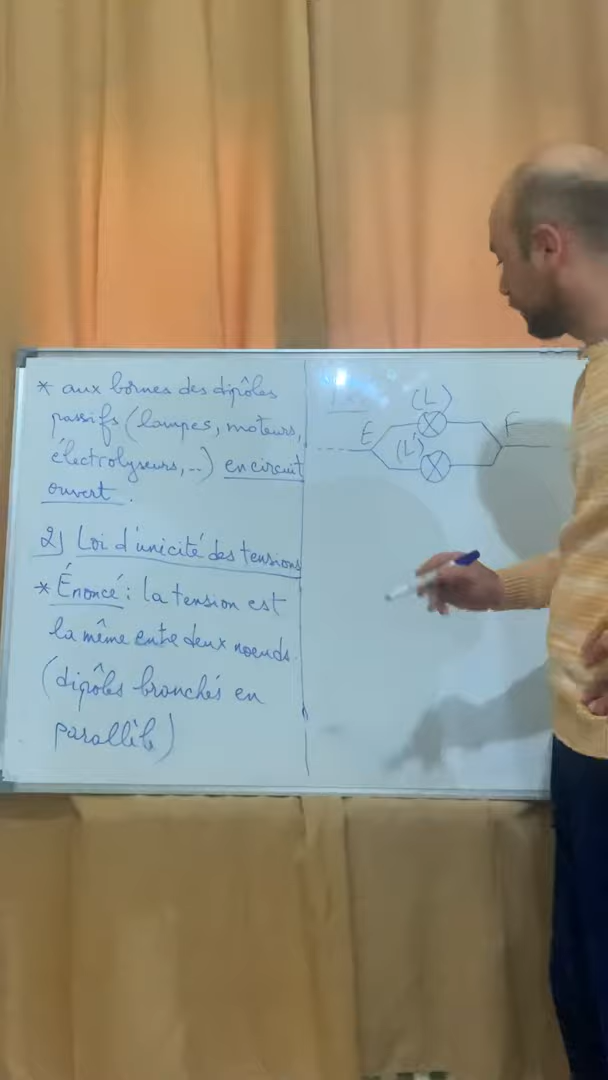 * aux bornes des dipôles
passifs (lampes, moteurs,
électrolyseurs,...) en circuit
ouvert.
2) Loi d'unicité des tensions
* Énoncé : la tension est
la même entre deux noeuds.
(dipôles branchés en
parallèle)
(L)
E
F
(L')